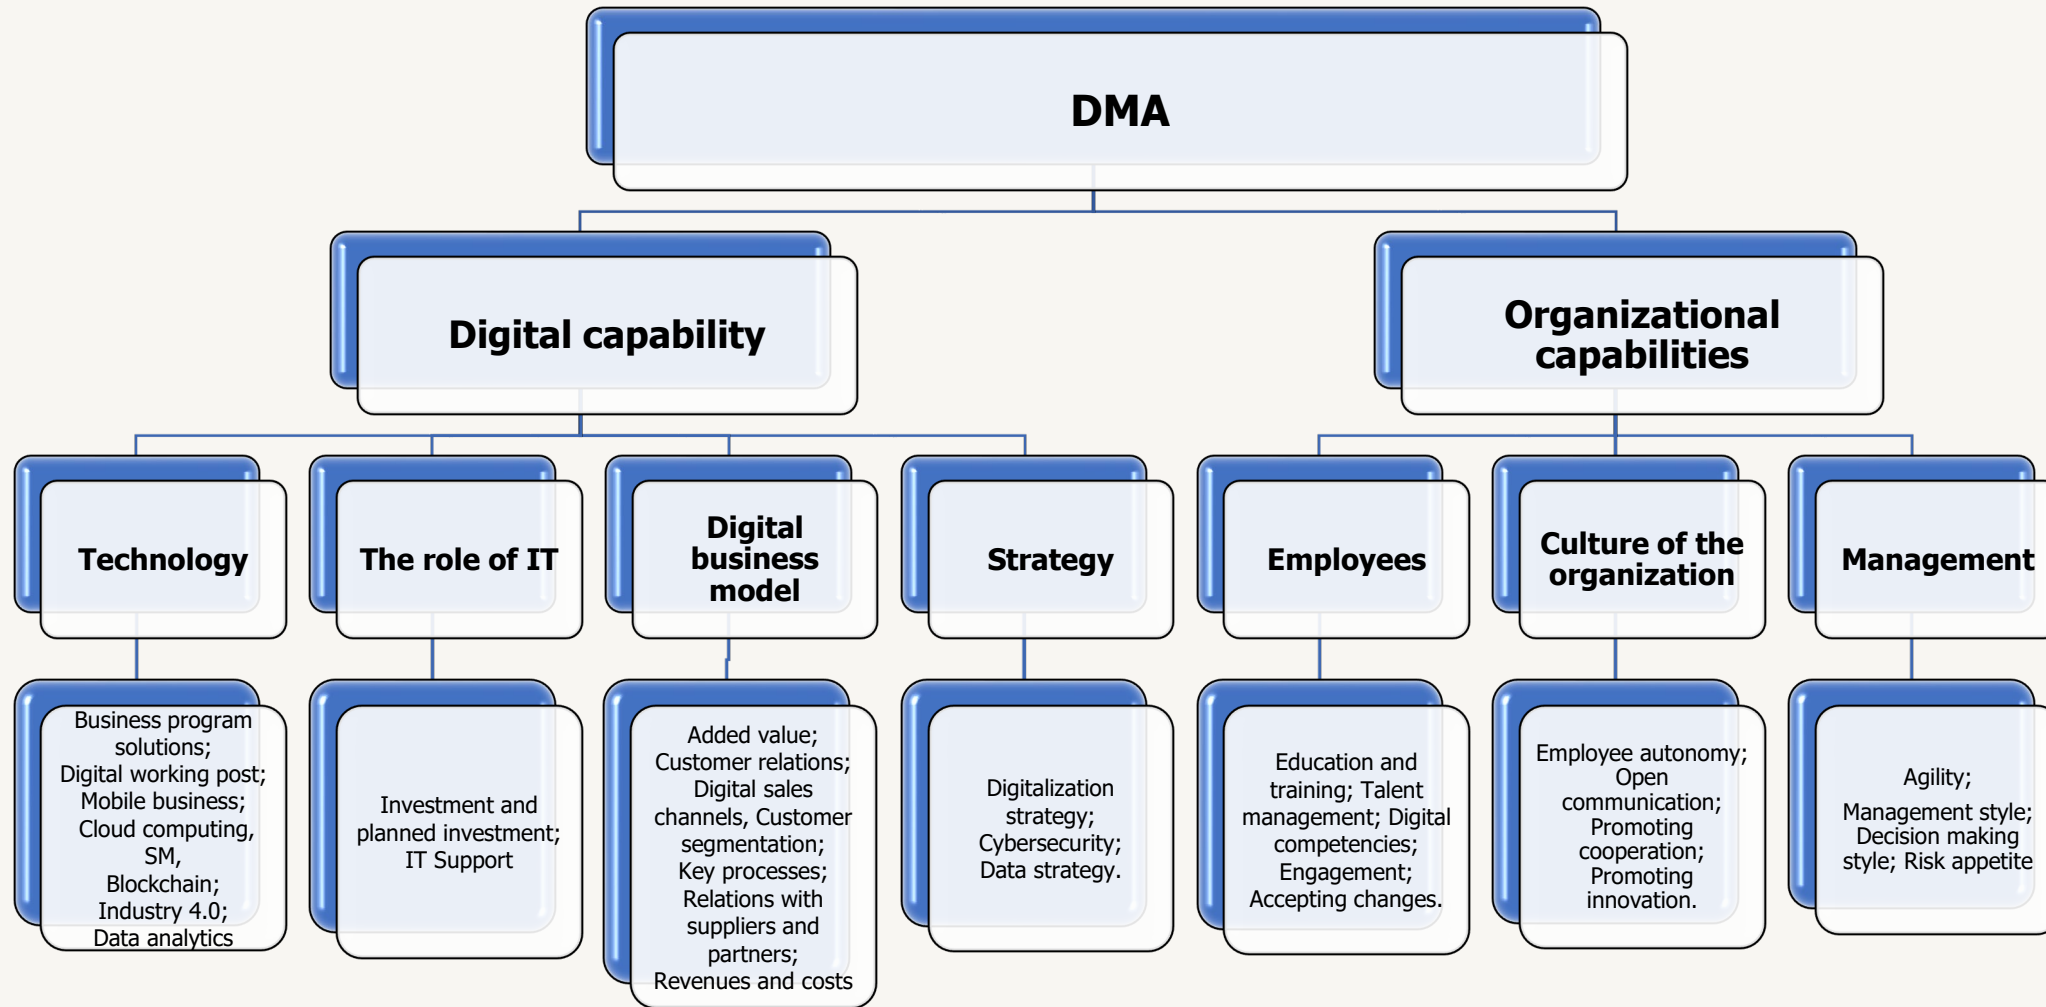 DMA
Digital capability
Organizational
capabilities
Technology
The role of IT
Digital
business
model
Strategy
Employees
Culture of the
organization
Management
Business program
solutions;
Digital working post;
Mobile business;
Cloud computing,
SM,
Blockchain;
Industry 4.0;
Data analytics
Investment and
planned investment;
IT Support
Added value;
Customer relations;
Digital sales
channels, Customer
segmentation;
Key processes;
Relations with
suppliers and
partners;
Revenues and costs
Digitalization
strategy;
Cybersecurity;
Data strategy.
Education and
training; Talent
management; Digital
competencies;
Engagement;
Accepting changes.
Employee autonomy;
Open
communication;
Promoting
cooperation;
Promoting
innovation.
Agility;
Management style;
Decision making
style; Risk appetite